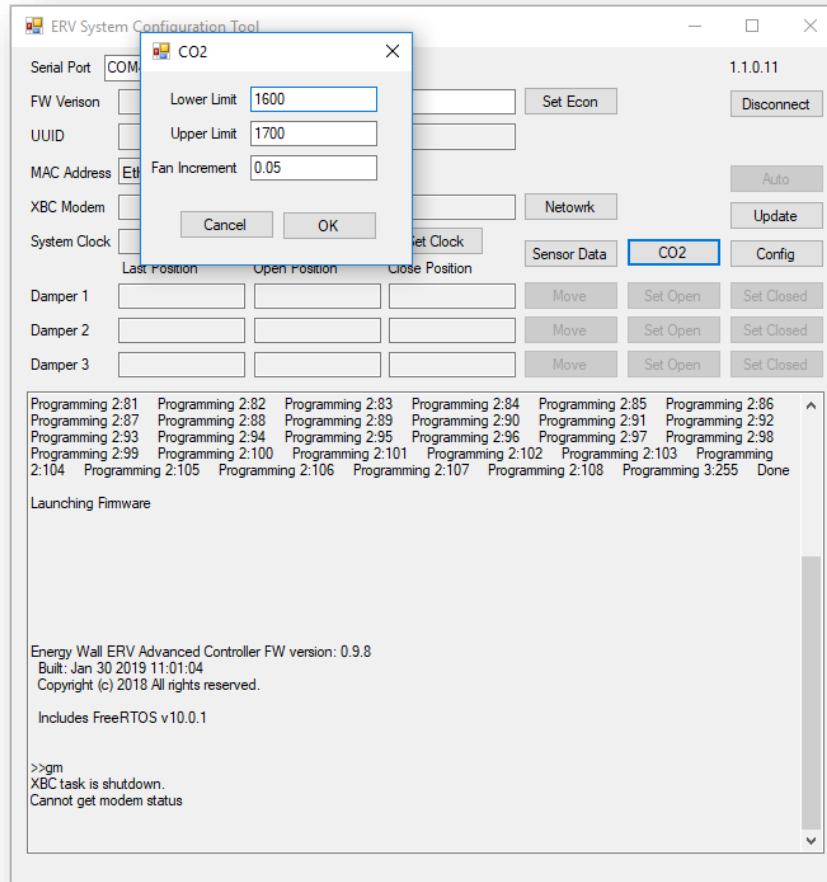 ERV System Configuration Tool
CO2
Serial Port COM
1.1.0.11
Lower Limit 1600
Upper Limit 1700
Fan Increment 0.05
Cancel OK
FW Verison Set Econ Disconnect
UUID
MAC Address Auto
XBC Modem Netowrk Update
System Clock Set Clock Sensor Data CO2 Config
Last Position Open Position Close Position
Damper 1 Move Set Open Set Closed
Damper 2 Move Set Open Set Closed
Damper 3 Move Set Open Set Closed
Programming 2:81 Programming 2:82 Programming 2:83 Programming 2:84 Programming 2:85 Programming 2:86
Programming 2:87 Programming 2:88 Programming 2:89 Programming 2:90 Programming 2:91 Programming 2:92
Programming 2:93 Programming 2:94 Programming 2:95 Programming 2:96 Programming 2:97 Programming 2:98
Programming 2:99 Programming 2:100 Programming 2:101 Programming 2:102 Programming 2:103 Programming
2:104 Programming 2:105 Programming 2:106 Programming 2:107 Programming 2:108 Programming 3:255 Done
Launching Firmware
Energy Wall ERV Advanced Controller FW version: 0.9.8
Built: Jan 30 2019 11:01:04
Copyright (c) 2018 All rights reserved.
Includes FreeRTOS v10.0.1
>>gm
XBC task is shutdown.
Cannot get modem status